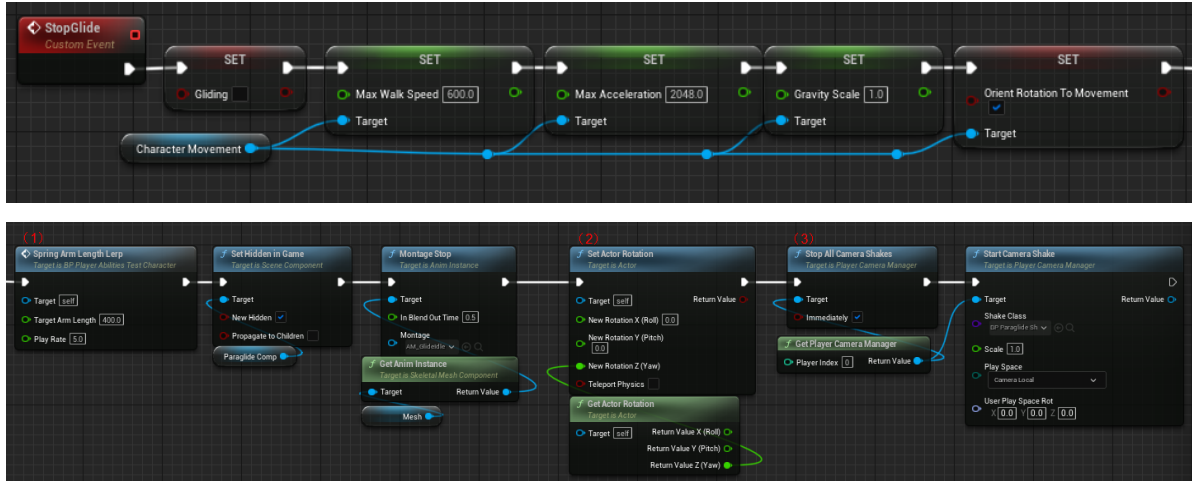 StopGlide
Custom Event
SET
Gliding
SET
Max Walk Speed 600.0
Target
SET
Max Acceleration 2048.0
Target
SET
Gravity Scale 1.0
Target
SET
Orient Rotation To Movement
Target
Character Movement
(1)
Spring Arm Length Lerp
Target is BP Player Abilities Test Character
Target self
Target Arm Length 400.0
Play Rate 5.0
Set Hidden in Game
Target is Scene Component
Target
New Hidden
Propagate to Children
Paraglide Comp
Montage Stop
Target is Anim Instance
Target
In Blend Out Time 0.5
Montage
AM_GlideIdle
Get Anim Instance
Target is Skeletal Mesh Component
Target Return Value
Mesh
(2)
Set Actor Rotation
Target is Actor
Target self Return Value
New Rotation X (Roll) 0.0
New Rotation Y (Pitch)
0.0
New Rotation Z (Yaw)
Teleport Physics
Get Actor Rotation
Target is Actor
Target self Return Value X (Roll)
Return Value Y (Pitch)
Return Value Z (Yaw)
(3)
Stop All Camera Shakes
Target is Player Camera Manager
Target
Immediately
Get Player Camera Manager
Player Index 0 Return Value
Start Camera Shake
Target is Player Camera Manager
Target Return Value
Shake Class
BP Paraglide Sh
Scale 1.0
Play Space
Camera Local
User Play Space Rot
X 0.0 Y 0.0 Z 0.0